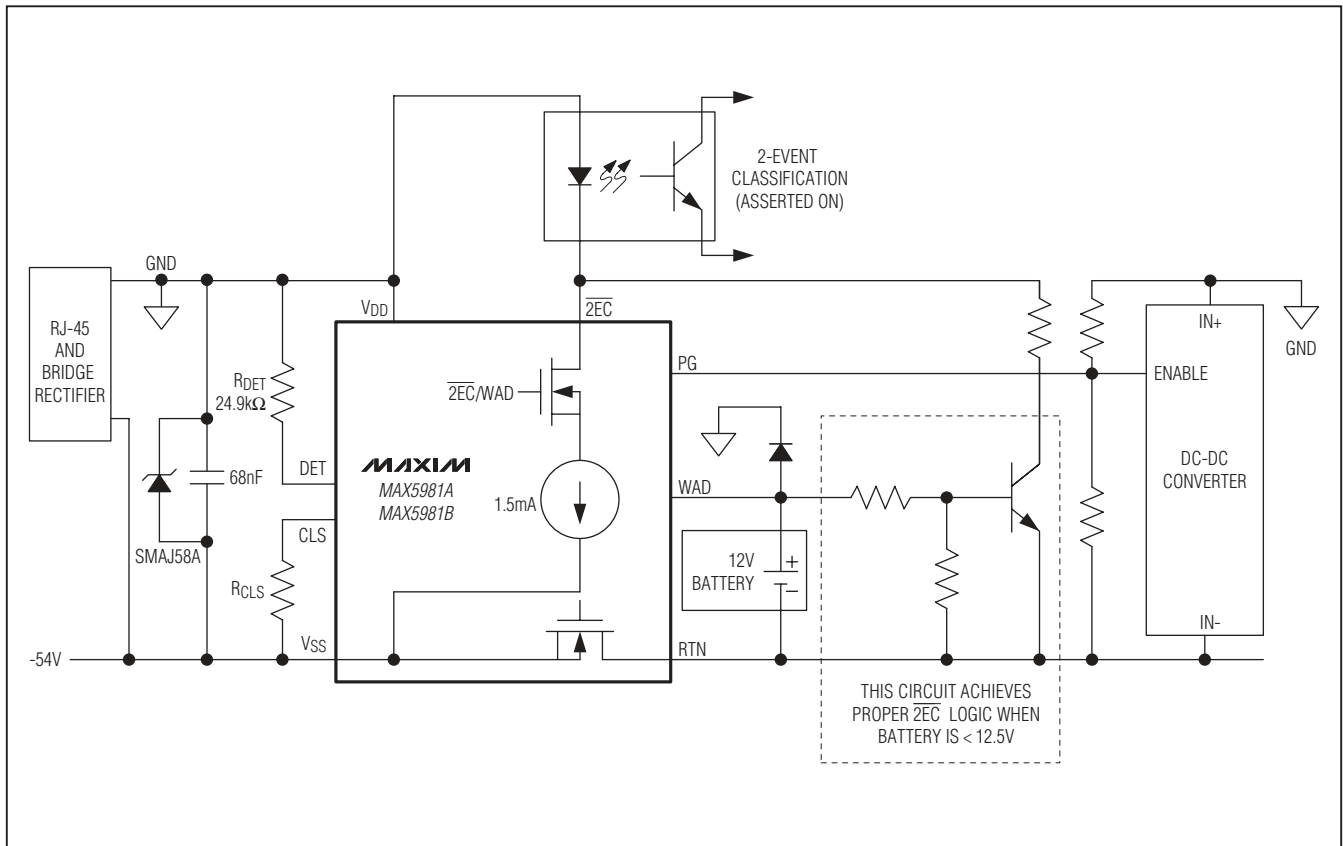 2-EVENT
CLASSIFICATION
(ASSERTED ON)
GND
VDD
2EC
RJ-45
AND
BRIDGE
RECTIFIER
RDET
24.9kΩ
2EC/WAD
PG
IN+
GND
ENABLE
DET
68nF
MAXIM
MAX5981A
MAX5981B
1.5mA
WAD
DC-DC
CONVERTER
CLS
SMAJ58A
RCLS
12V
BATTERY
+
-
VSS
-54V
RTN
IN-
THIS CIRCUIT ACHIEVES
PROPER 2EC LOGIC WHEN
BATTERY IS < 12.5V